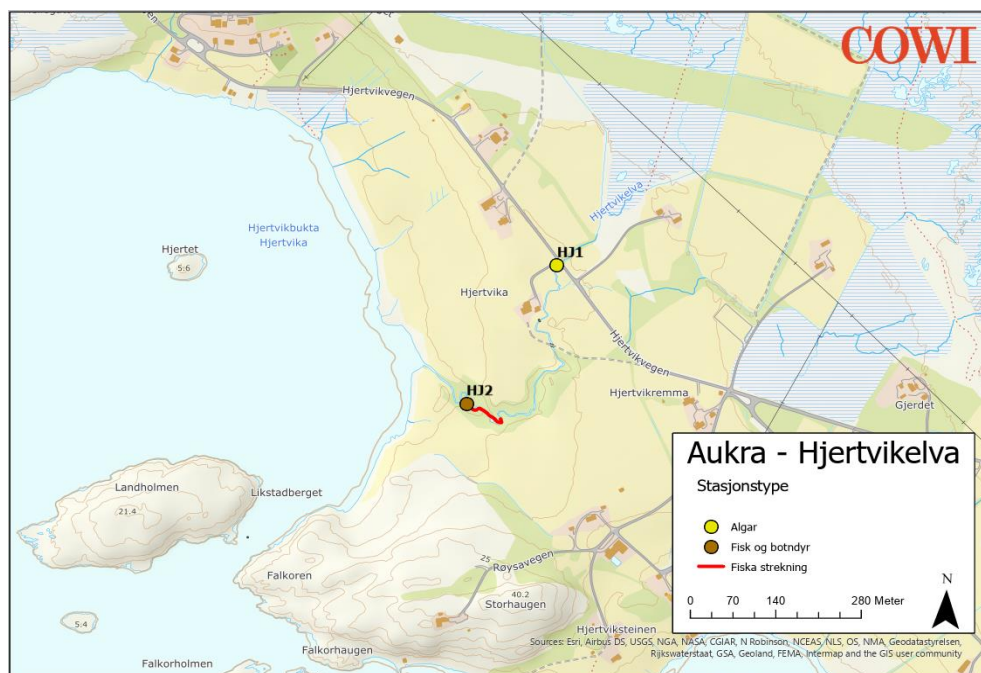 COWI
Hjertvikvegen
Hjertvikelva
Hjertvikbukta
Hjertvika
Hjertet
5.6
HJ1
Hjertvika
Hjertvikvegen
HJ2
Hjertvikremma
Gjerdet
Landholmen
21.4
Likstadberget
Falkoren
25
Røysavegen
40.2
Storhaugen
5.4
Falkorhaugen
Falkorholmen
Hjertviksteinen
Aukra - Hjertvikelva
Stasjonstype
Algar
Fisk og botndyr
Fiska strekning
N
0 70 140 280 Meter
Sources: Esri, Airbus DS, USGS, NGA, NASA, CGIAR, N Robinson, NCEAS, NLS, OS, NMA, Geodatastyrelsen,
Rijkswaterstaat, GSA, Geoland, FEMA, Intermap and the GIS user community